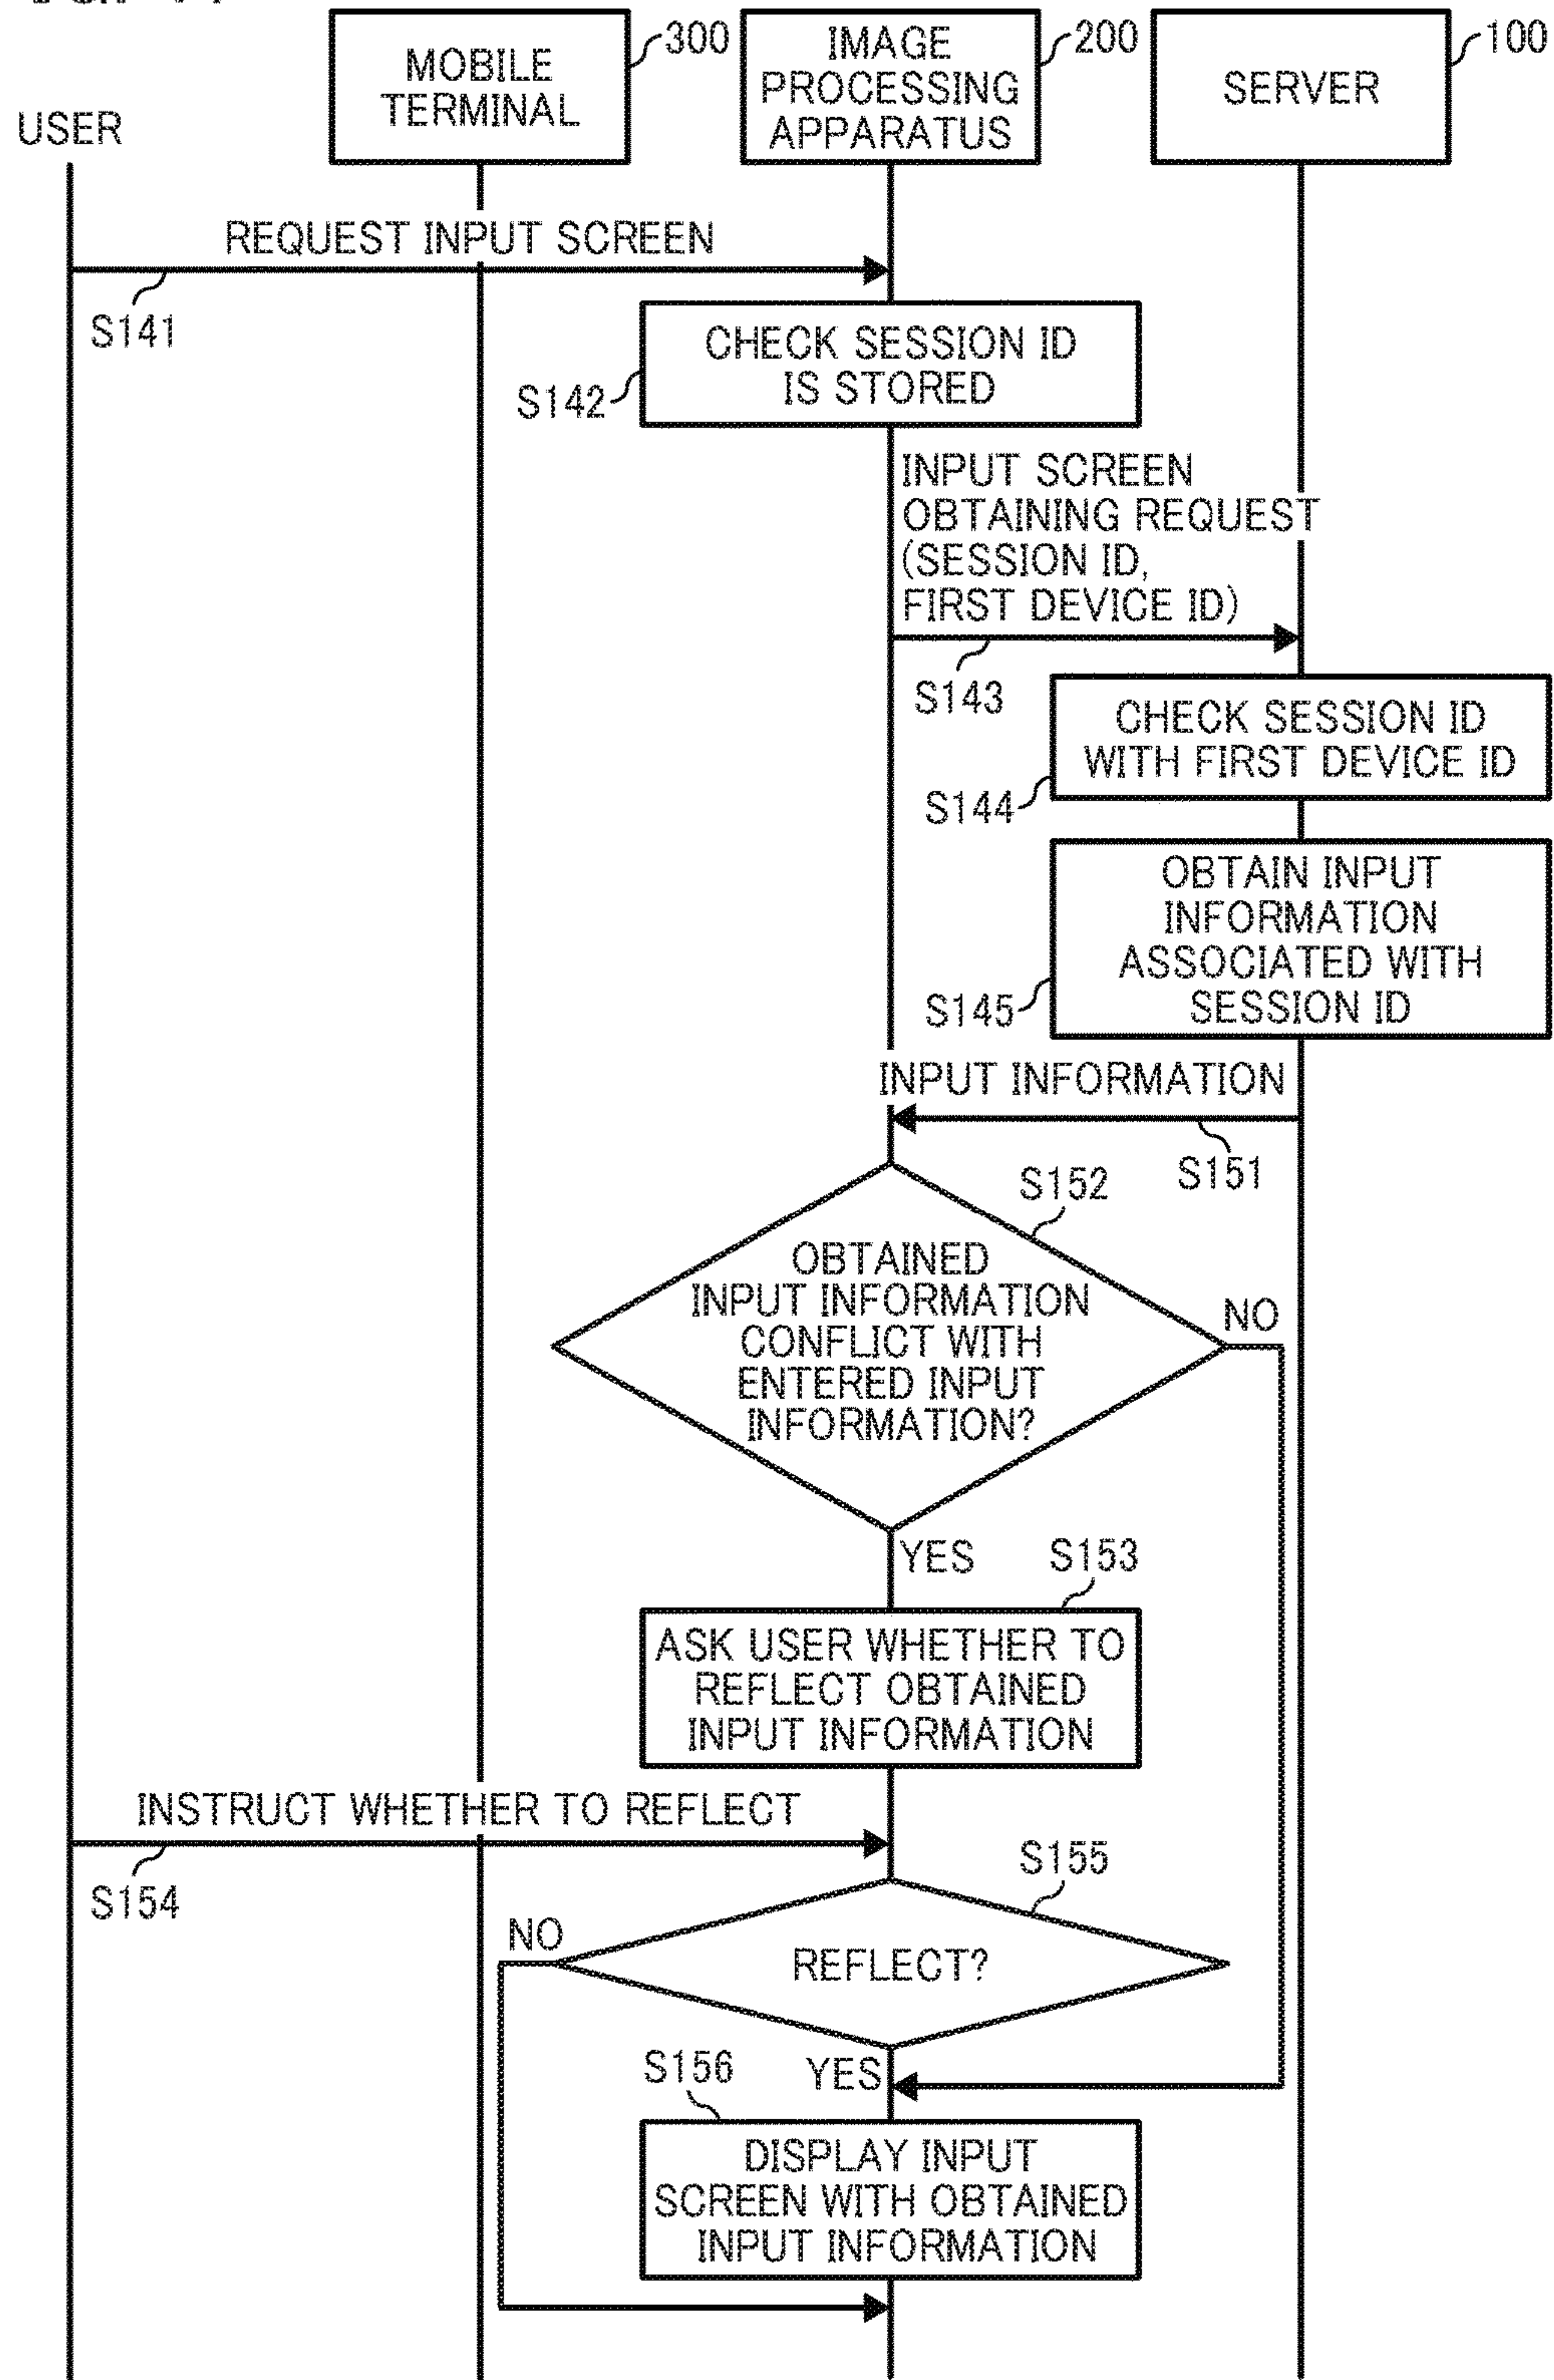 MOBILE
TERMINAL
300
IMAGE
PROCESSING
APPARATUS
200
SERVER
100
USER
REQUEST INPUT SCREEN
S141
CHECK SESSION ID
IS STORED
S142
INPUT SCREEN
OBTAINING REQUEST
(SESSION ID,
FIRST DEVICE ID)
S143
CHECK SESSION ID
WITH FIRST DEVICE ID
S144
OBTAIN INPUT
INFORMATION
ASSOCIATED WITH
SESSION ID
S145
INPUT INFORMATION
S151
S152
OBTAINED
INPUT INFORMATION
CONFLICT WITH
ENTERED INPUT
INFORMATION?
NO
YES
S153
ASK USER WHETHER TO
REFLECT OBTAINED
INPUT INFORMATION
INSTRUCT WHETHER TO REFLECT
S154
S155
NO
REFLECT?
S156
YES
DISPLAY INPUT
SCREEN WITH OBTAINED
INPUT INFORMATION